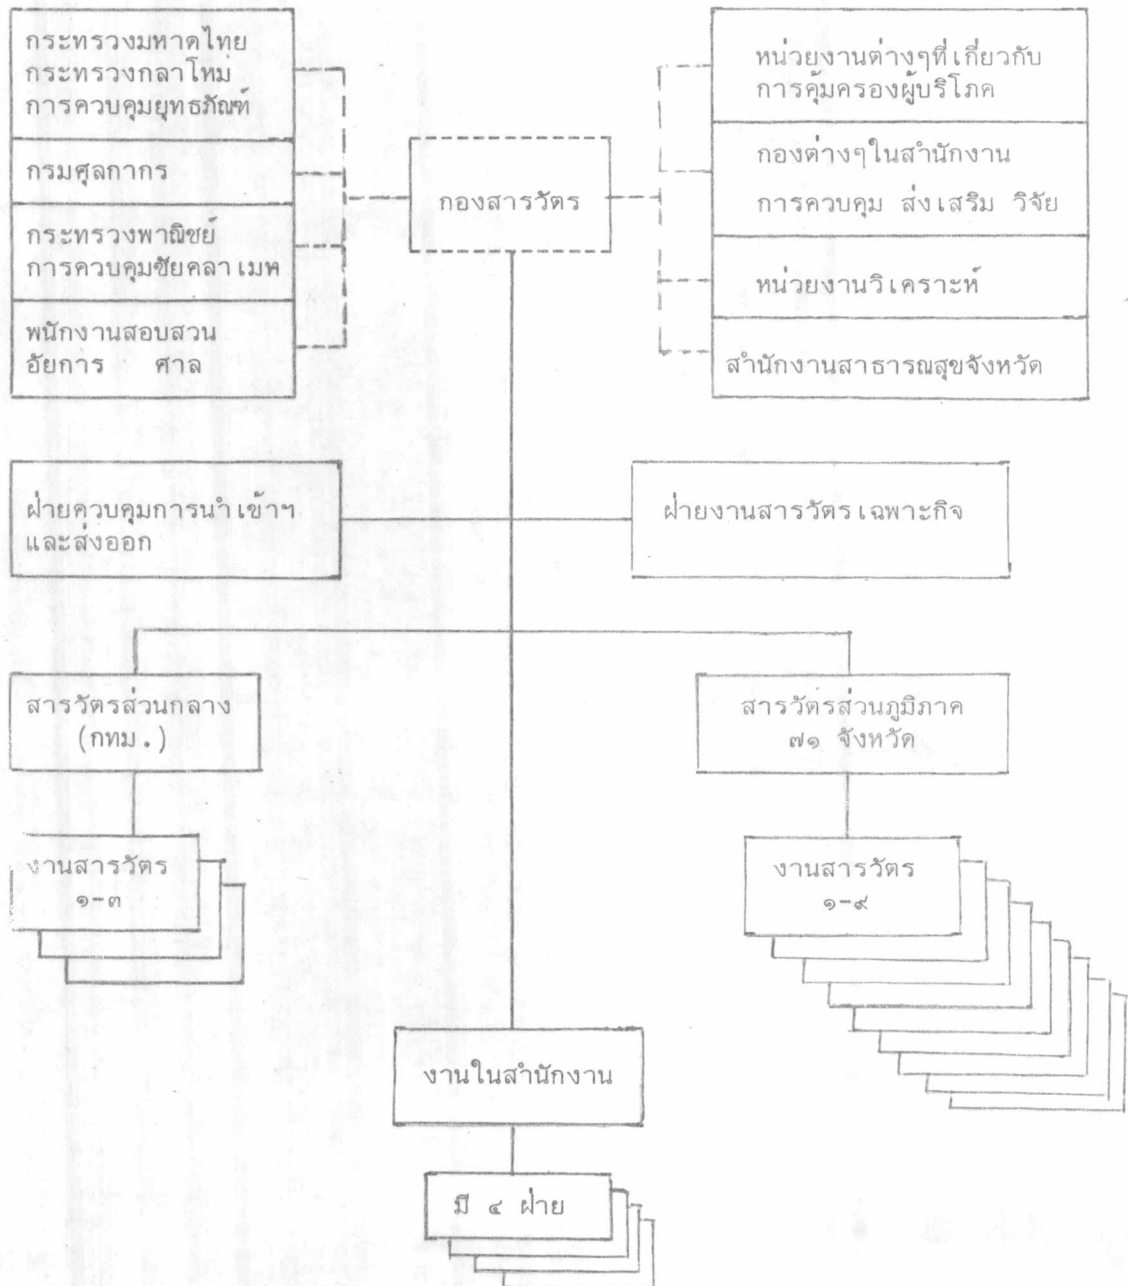 กระทรวงมหาดไทย
กระทรวงกลาโหม
การควบคุมยุทธภัณฑ์
กรมศุลกากร
กระทรวงพาณิชย์
การควบคุมซัยคลาเมท
พนักงานสอบสวน
อัยการ ศาล
กองสารวัตร
หน่วยงานต่างๆที่เกี่ยวกับ
การคุ้มครองผู้บริโภค
กองต่างๆในสำนักงาน
การควบคุม ส่งเสริม วิจัย
หน่วยงานวิเคราะห์
สำนักงานสาธารณสุขจังหวัด
ฝ่ายควบคุมการนำเข้าฯ
และส่งออก
ฝ่ายงานสารวัตรเฉพาะกิจ
สารวัตรส่วนกลาง
(กทม.)
สารวัตรส่วนภูมิภาค
๗๑ จังหวัด
งานสารวัตร
๑-๓
งานสารวัตร
๑-๙
งานในสำนักงาน
มี ๔ ฝ่าย